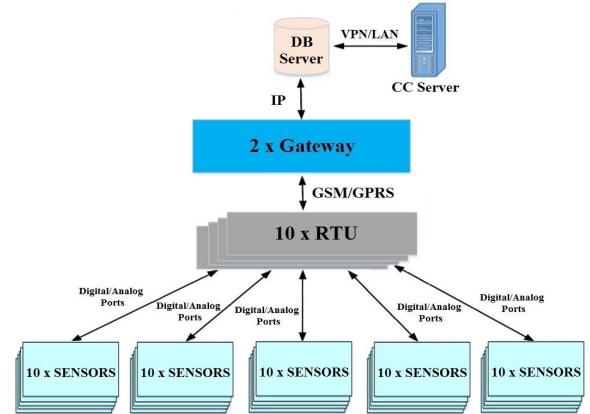 DB
Server
VPN/LAN
CC Server
IP
2 x Gateway
GSM/GPRS
10 x RTU
Digital/Analog
Ports
Digital/Analog
Ports
Digital/Analog
Ports
Digital/Analog
Ports
Digital/Analog
Ports
10 x SENSORS
10 x SENSORS
10 x SENSORS
10 x SENSORS
10 x SENSORS